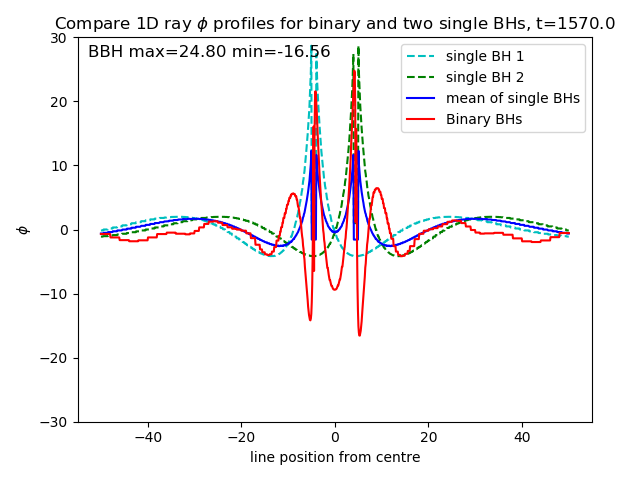 Compare 1D ray ϕ profiles for binary and two single BHs, t=1570.0
BBH max=24.80 min=-16.56
single BH 1
single BH 2
mean of single BHs
Binary BHs
30
20
10
0
−10
−20
−30
ϕ
−40 −20 0 20 40
line position from centre